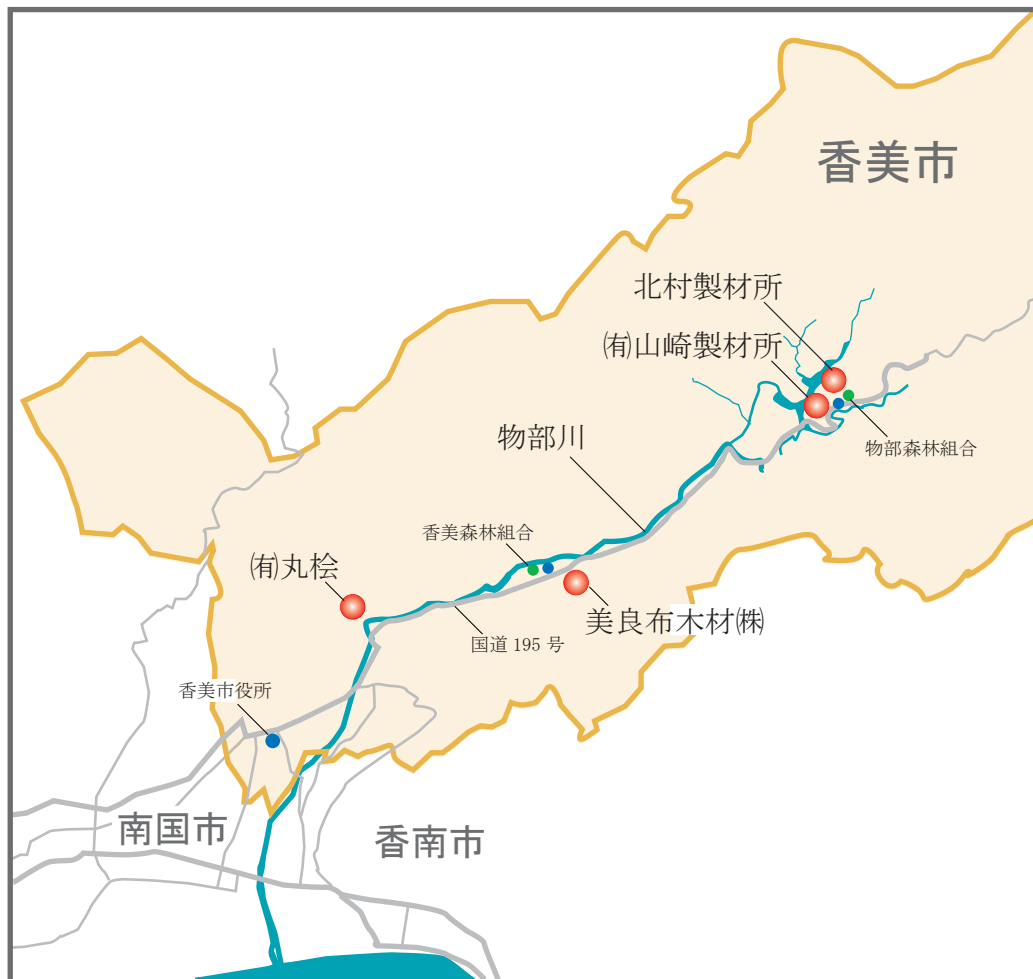 香美市
北村製材所
㈲山崎製材所
物部川
物部森林組合
香美森林組合
㈲丸桧
美良布木材㈱
国道 195 号
香美市役所
南国市
香南市